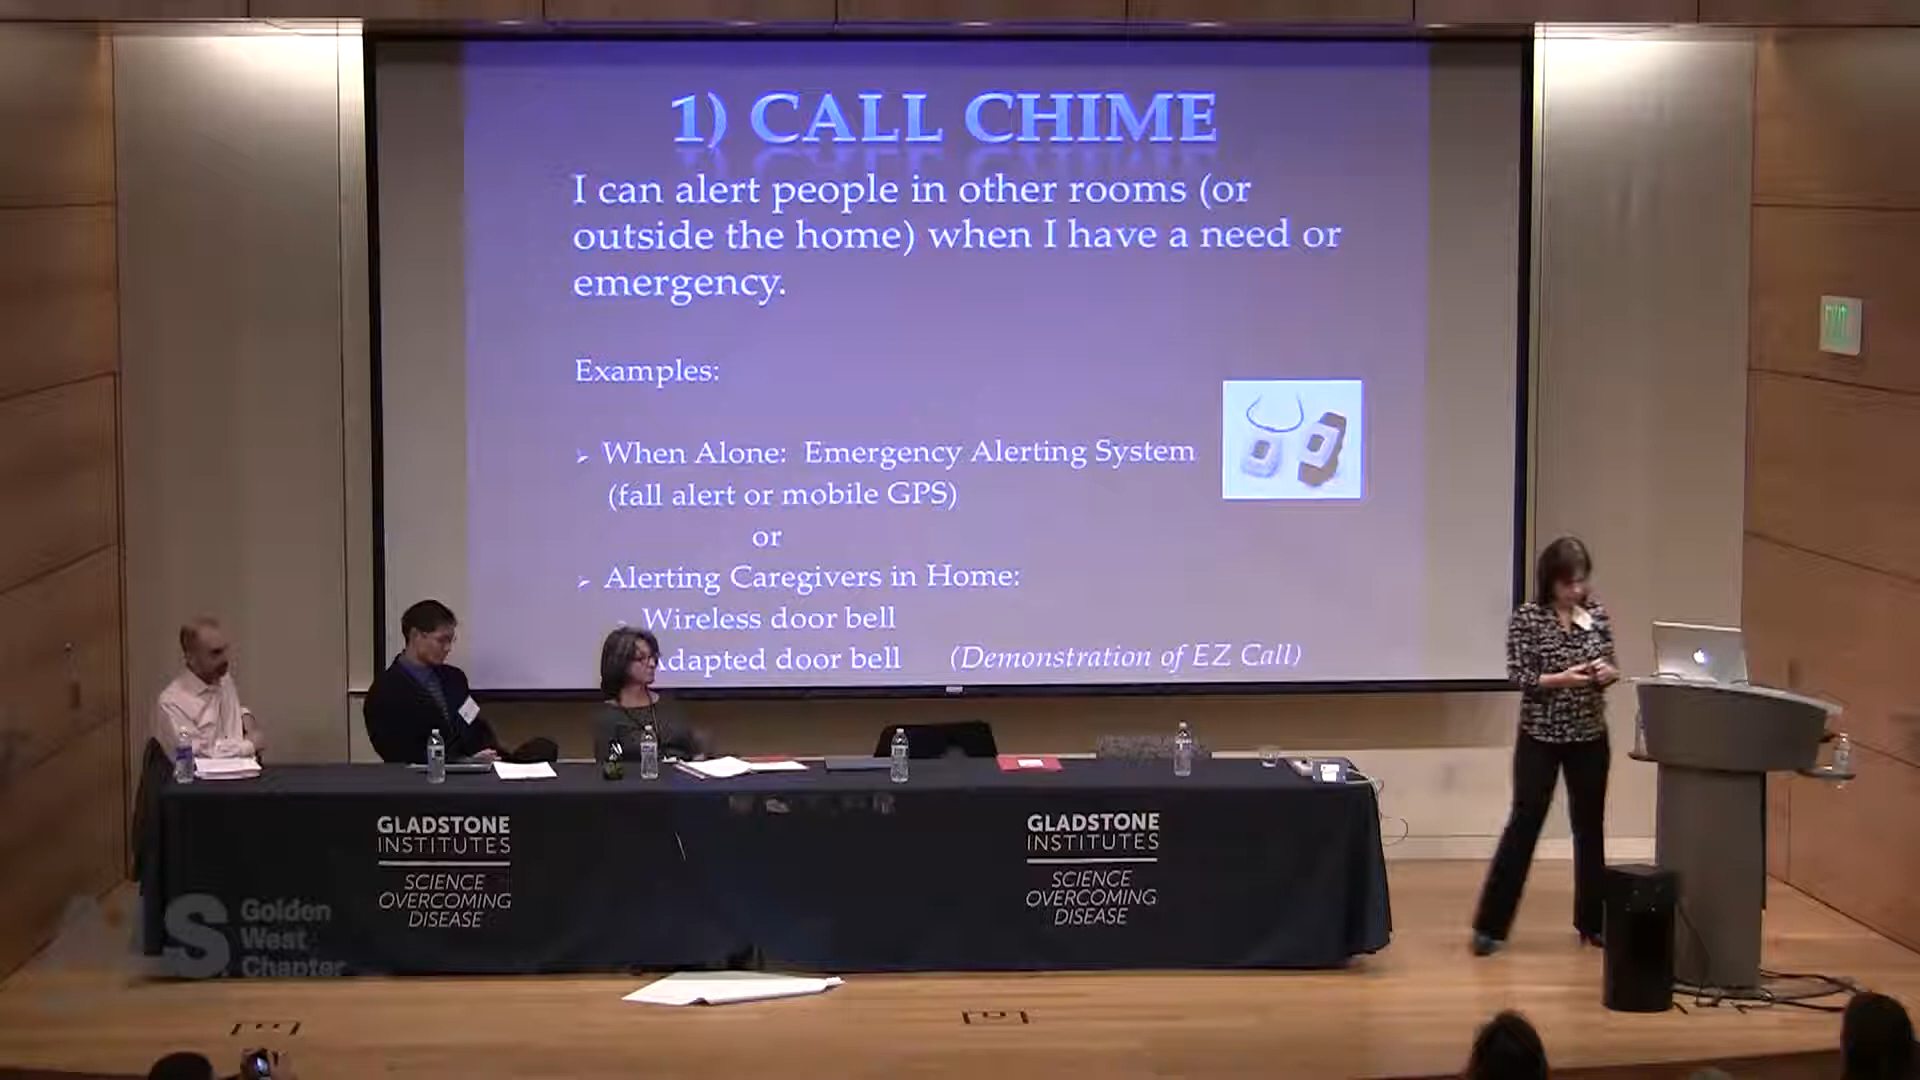 1) CALL CHIME
I can alert people in other rooms (or
outside the home) when I have a need or
emergency.
Examples:
When Alone: Emergency Alerting System
(fall alert or mobile GPS)
or
Alerting Caregivers in Home:
Wireless door bell
Adapted door bell (Demonstration of EZ Call)
GLADSTONE
INSTITUTES
SCIENCE
OVERCOMING
DISEASE
GLADSTONE
INSTITUTES
SCIENCE
OVERCOMING
DISEASE
ALS Golden
West
Chapter
EXIT